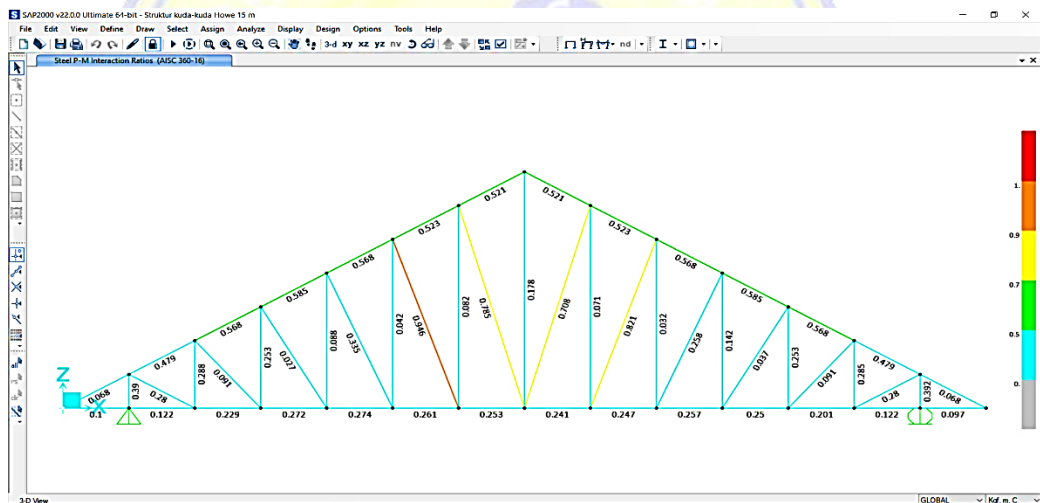 SAP2000 v22.0.0 Ultimate 64-bit - Struktur kuda-kuda Howe 15 m
File Edit View Define Draw Select Assign Analyze Display Design Options Tools Help
3-d xy xz yz nv
nd
Steel P-M Interaction Ratios (AISC 360-16)
0.521 0.521
0.523 0.523
0.568 0.568
0.585 0.585
0.568 0.568
0.479 0.479
0.068 0.39 0.28 0.288 0.091 0.253 0.027 0.088 0.335 0.042 0.946 0.082 0.785 0.178 0.708 0.071 0.821 0.032 0.258 0.142 0.037 0.253 0.091 0.285 0.28 0.392 0.068
Z
X
0.1 0.122 0.229 0.272 0.274 0.261 0.253 0.241 0.247 0.257 0.25 0.201 0.122 0.097
1.
0.9
0.7
0.5
0.
all
3-D View
GLOBAL
Kgf, m, C